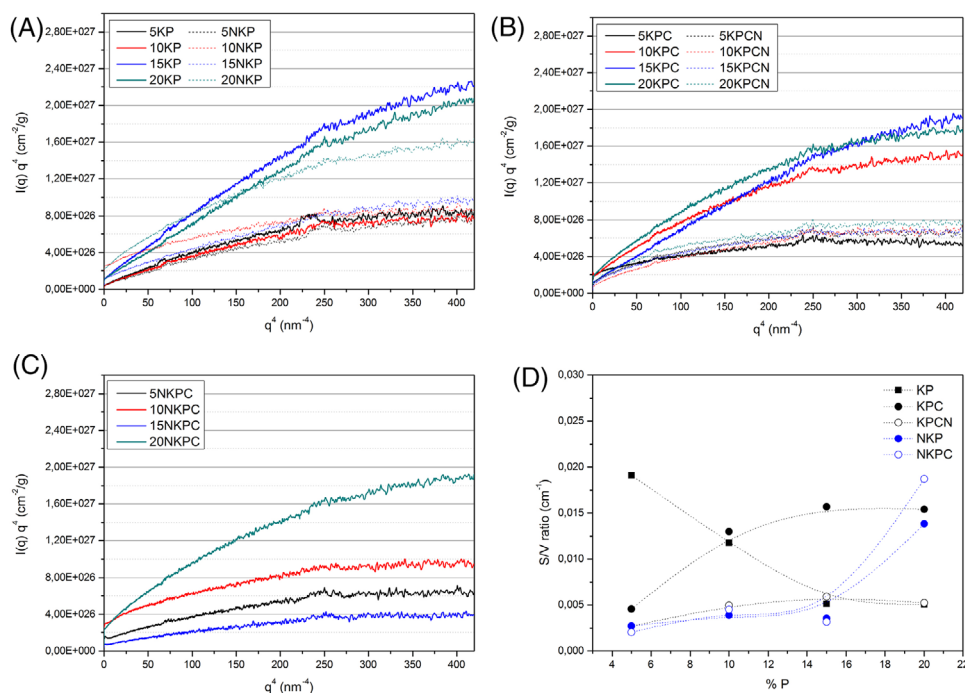 (A)
5KP 5NKP
10KP 10NKP
15KP 15NKP
20KP 20NKP
2,80E+027
2,40E+027
2,00E+027
1,60E+027
1,20E+027
8,00E+026
4,00E+026
0,00E+000
I(q) q⁴ (cm⁻²/g)
0 50 100 150 200 250 300 350 400
q⁴ (nm⁻⁴)
(B)
5KPC 5KPCN
10KPC 10KPCN
15KPC 15KPCN
20KPC 20KPCN
2,80E+027
2,40E+027
2,00E+027
1,60E+027
1,20E+027
8,00E+026
4,00E+026
0,00E+000
I(q) q⁴ (cm⁻²/g)
0 50 100 150 200 250 300 350 400
q⁴ (nm⁻⁴)
(C)
5NKPC
10NKPC
15NKPC
20NKPC
2,80E+027
2,40E+027
2,00E+027
1,60E+027
1,20E+027
8,00E+026
4,00E+026
0,00E+000
I(q) q⁴ (cm⁻²/g)
0 50 100 150 200 250 300 350 400
q⁴ (nm⁻⁴)
(D)
KP
KPC
KPCN
NKP
NKPC
0,030
0,025
0,020
0,015
0,010
0,005
0,000
S/V ratio (cm⁻¹)
4 6 8 10 12 14 16 18 20 22
% P